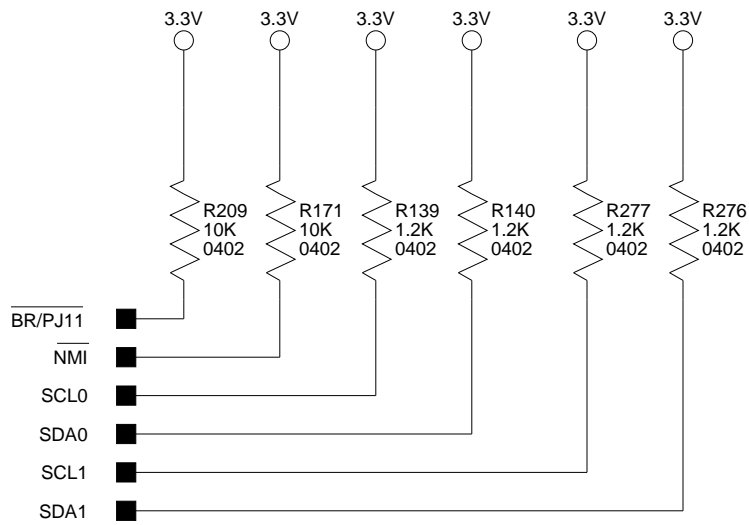 3.3V 3.3V 3.3V 3.3V 3.3V 3.3V
R209 R171 R139 R140 R277 R276
10K 10K 1.2K 1.2K 1.2K 1.2K
0402 0402 0402 0402 0402 0402
BR/PJ11
NMI
SCL0
SDA0
SCL1
SDA1